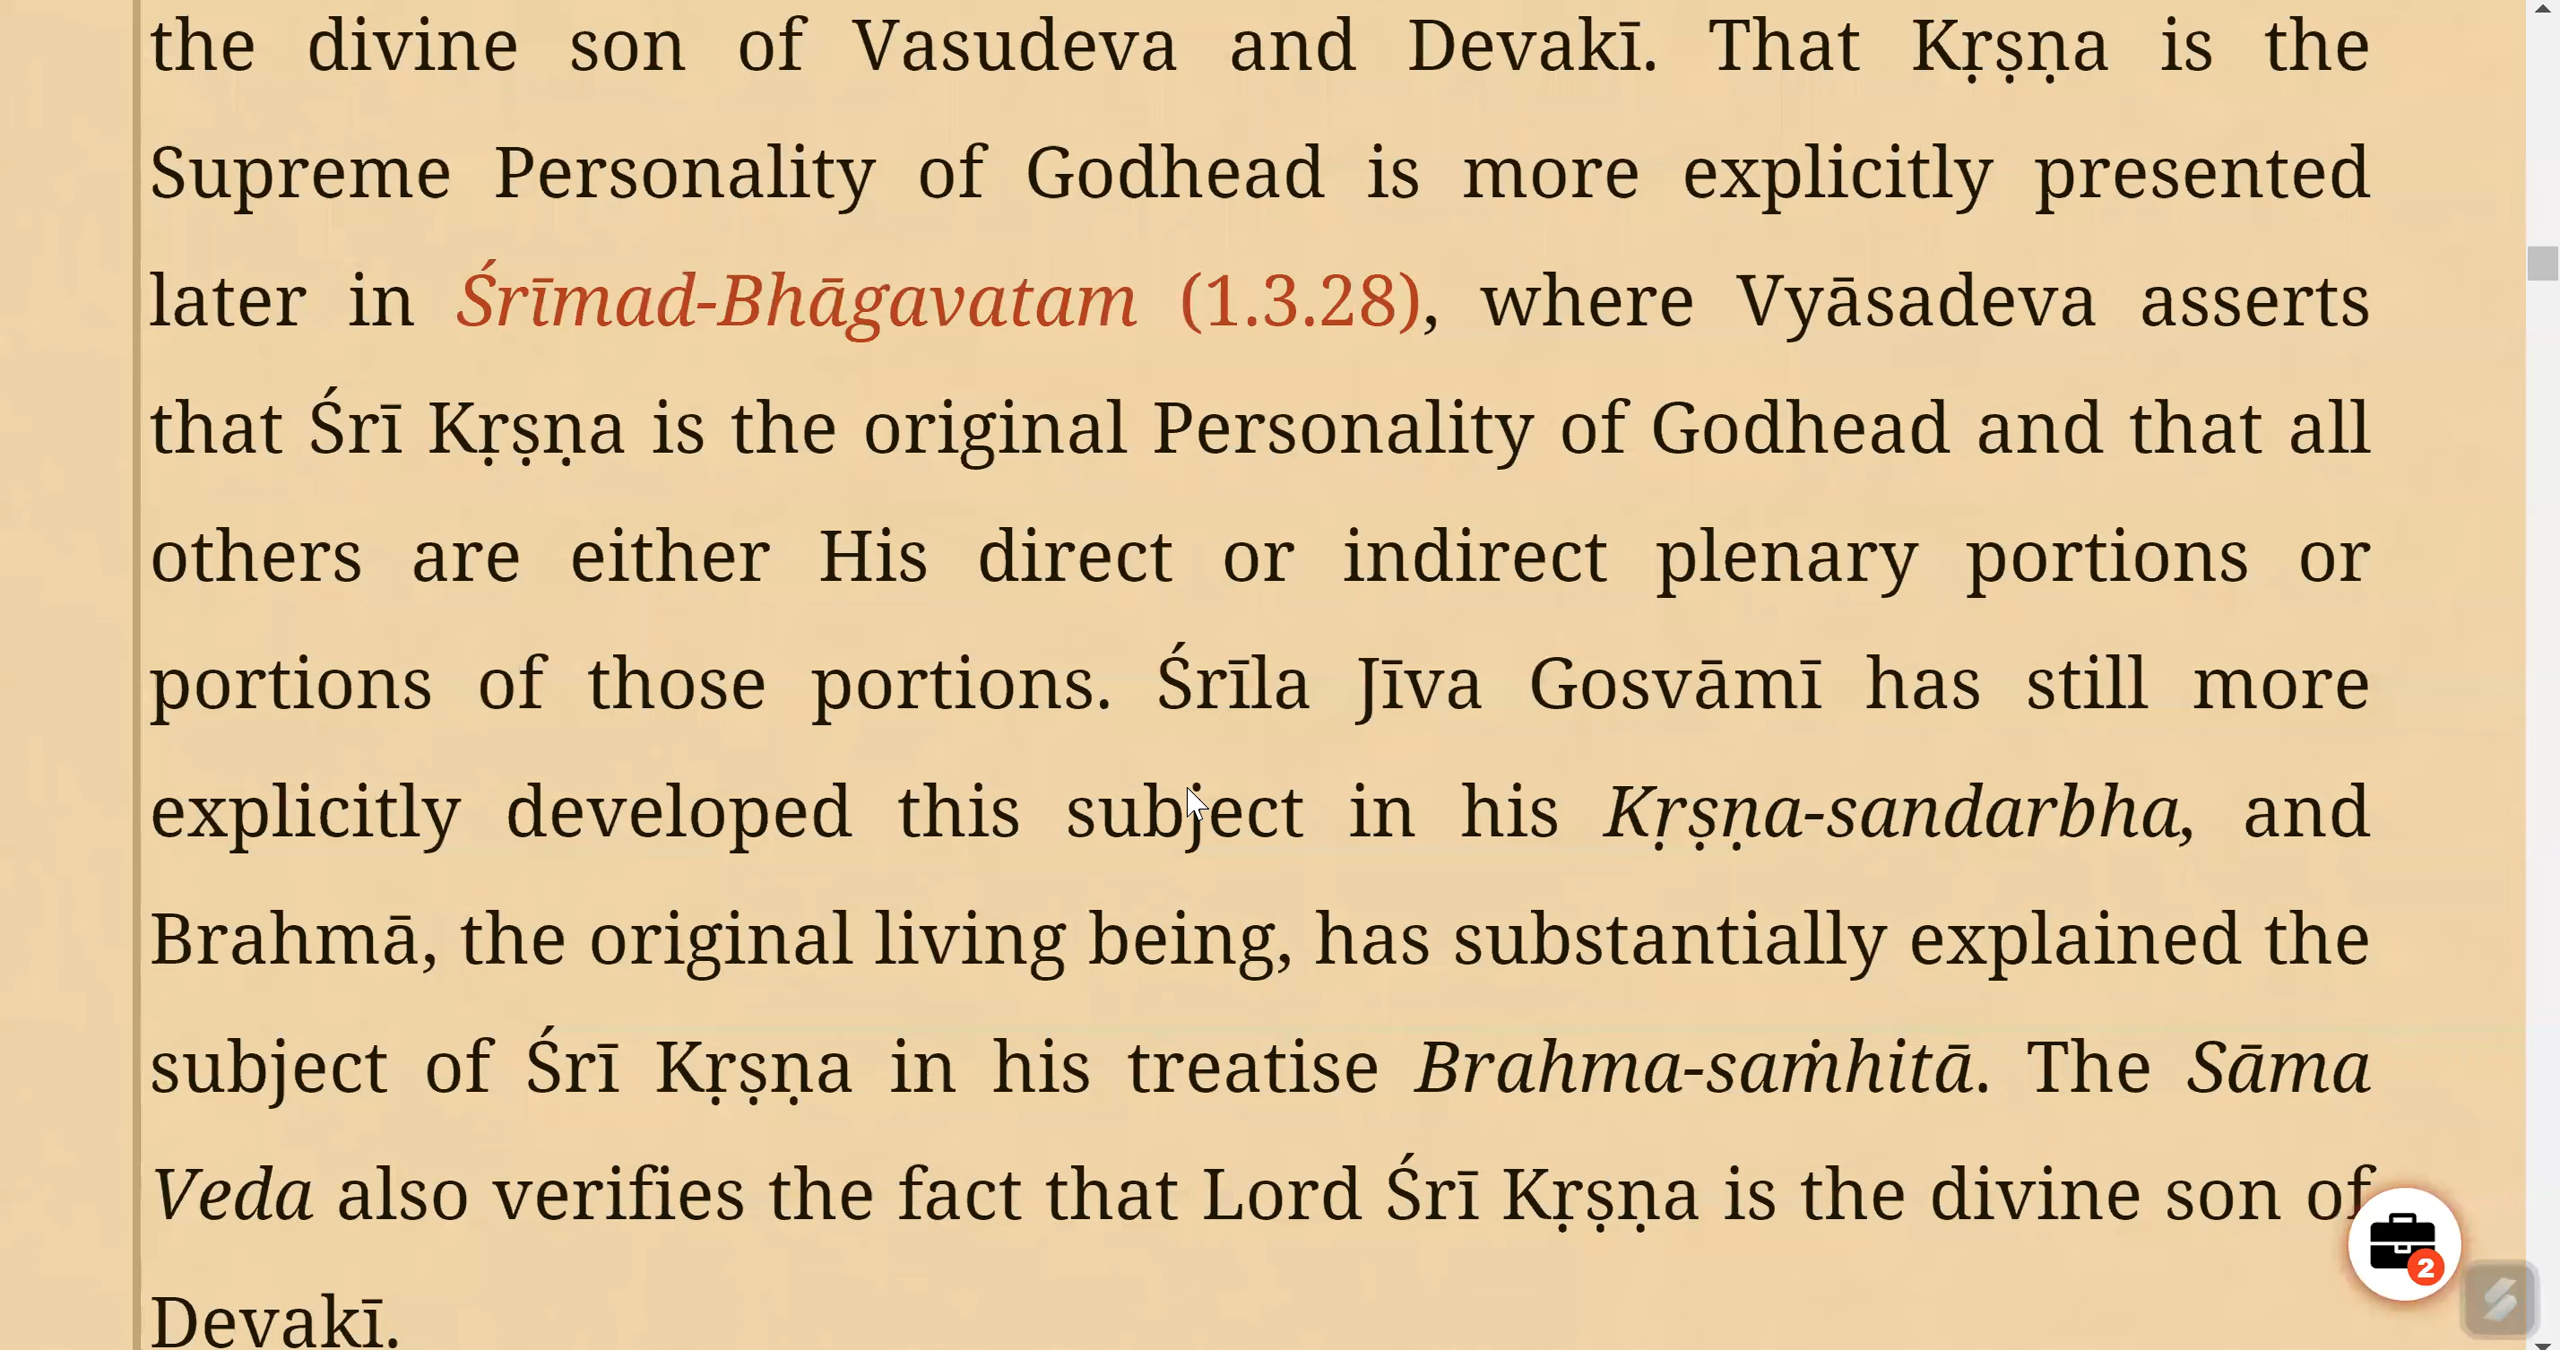 the divine son of Vasudeva and Devakī. That Kṛṣṇa is the
Supreme Personality of Godhead is more explicitly presented
later in Śrīmad-Bhāgavatam (1.3.28), where Vyāsadeva asserts
that Śrī Kṛṣṇa is the original Personality of Godhead and that all
others are either His direct or indirect plenary portions or
portions of those portions. Śrīla Jīva Gosvāmī has still more
explicitly developed this subject in his Kṛṣṇa-sandarbha, and
Brahmā, the original living being, has substantially explained the
subject of Śrī Kṛṣṇa in his treatise Brahma-saṁhitā. The Sāma
Veda also verifies the fact that Lord Śrī Kṛṣṇa is the divine son of
Devakī.
2